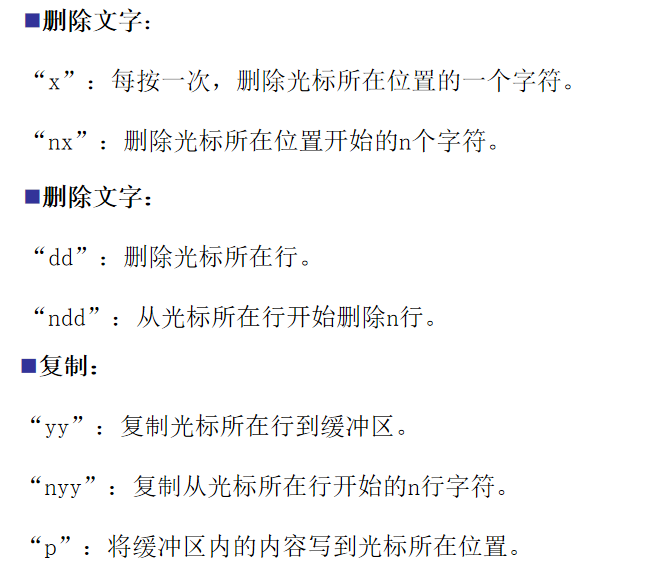 ■删除文字：
“x”：每按一次，删除光标所在位置的一个字符。
“nx”：删除光标所在位置开始的n个字符。
■删除文字：
“dd”：删除光标所在行。
“ndd”：从光标所在行开始删除n行。
■复制：
“yy”：复制光标所在行到缓冲区。
“nyy”：复制从光标所在行开始的n行字符。
“p”：将缓冲区内的内容写到光标所在位置。